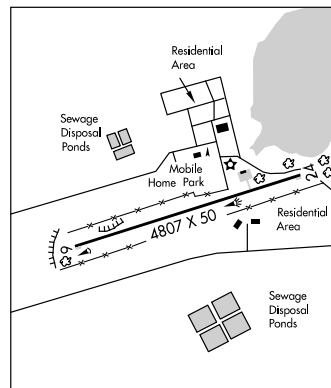 Residential
Area
Sewage
Disposal
Ponds
Mobile
Home Park
24
6
4807 X 50
Residential
Area
Sewage
Disposal
Ponds